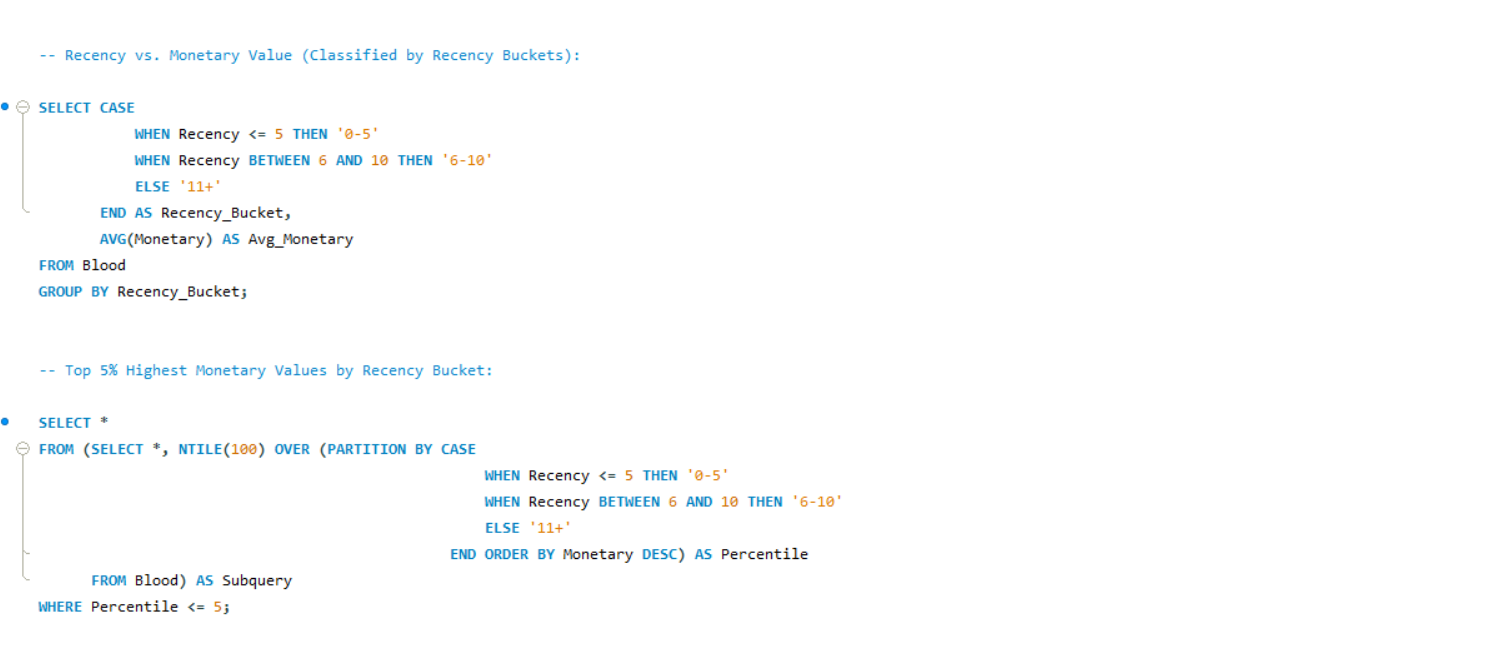 -- Recency vs. Monetary Value (Classified by Recency Buckets):
SELECT CASE
WHEN Recency <= 5 THEN '0-5'
WHEN Recency BETWEEN 6 AND 10 THEN '6-10'
ELSE '11+'
END AS Recency_Bucket,
AVG(Monetary) AS Avg_Monetary
FROM Blood
GROUP BY Recency_Bucket;
-- Top 5% Highest Monetary Values by Recency Bucket:
SELECT *
FROM (SELECT *, NTILE(100) OVER (PARTITION BY CASE
WHEN Recency <= 5 THEN '0-5'
WHEN Recency BETWEEN 6 AND 10 THEN '6-10'
ELSE '11+'
END ORDER BY Monetary DESC) AS Percentile
FROM Blood) AS Subquery
WHERE Percentile <= 5;